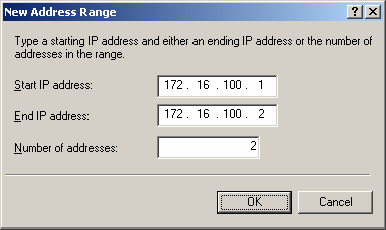 New Address Range
Type a starting IP address and either an ending IP address or the number of
addresses in the range.
Start IP address:
172 . 16 . 100 . 1
End IP address:
172 . 16 . 100 . 2
Number of addresses:
2
OK
Cancel